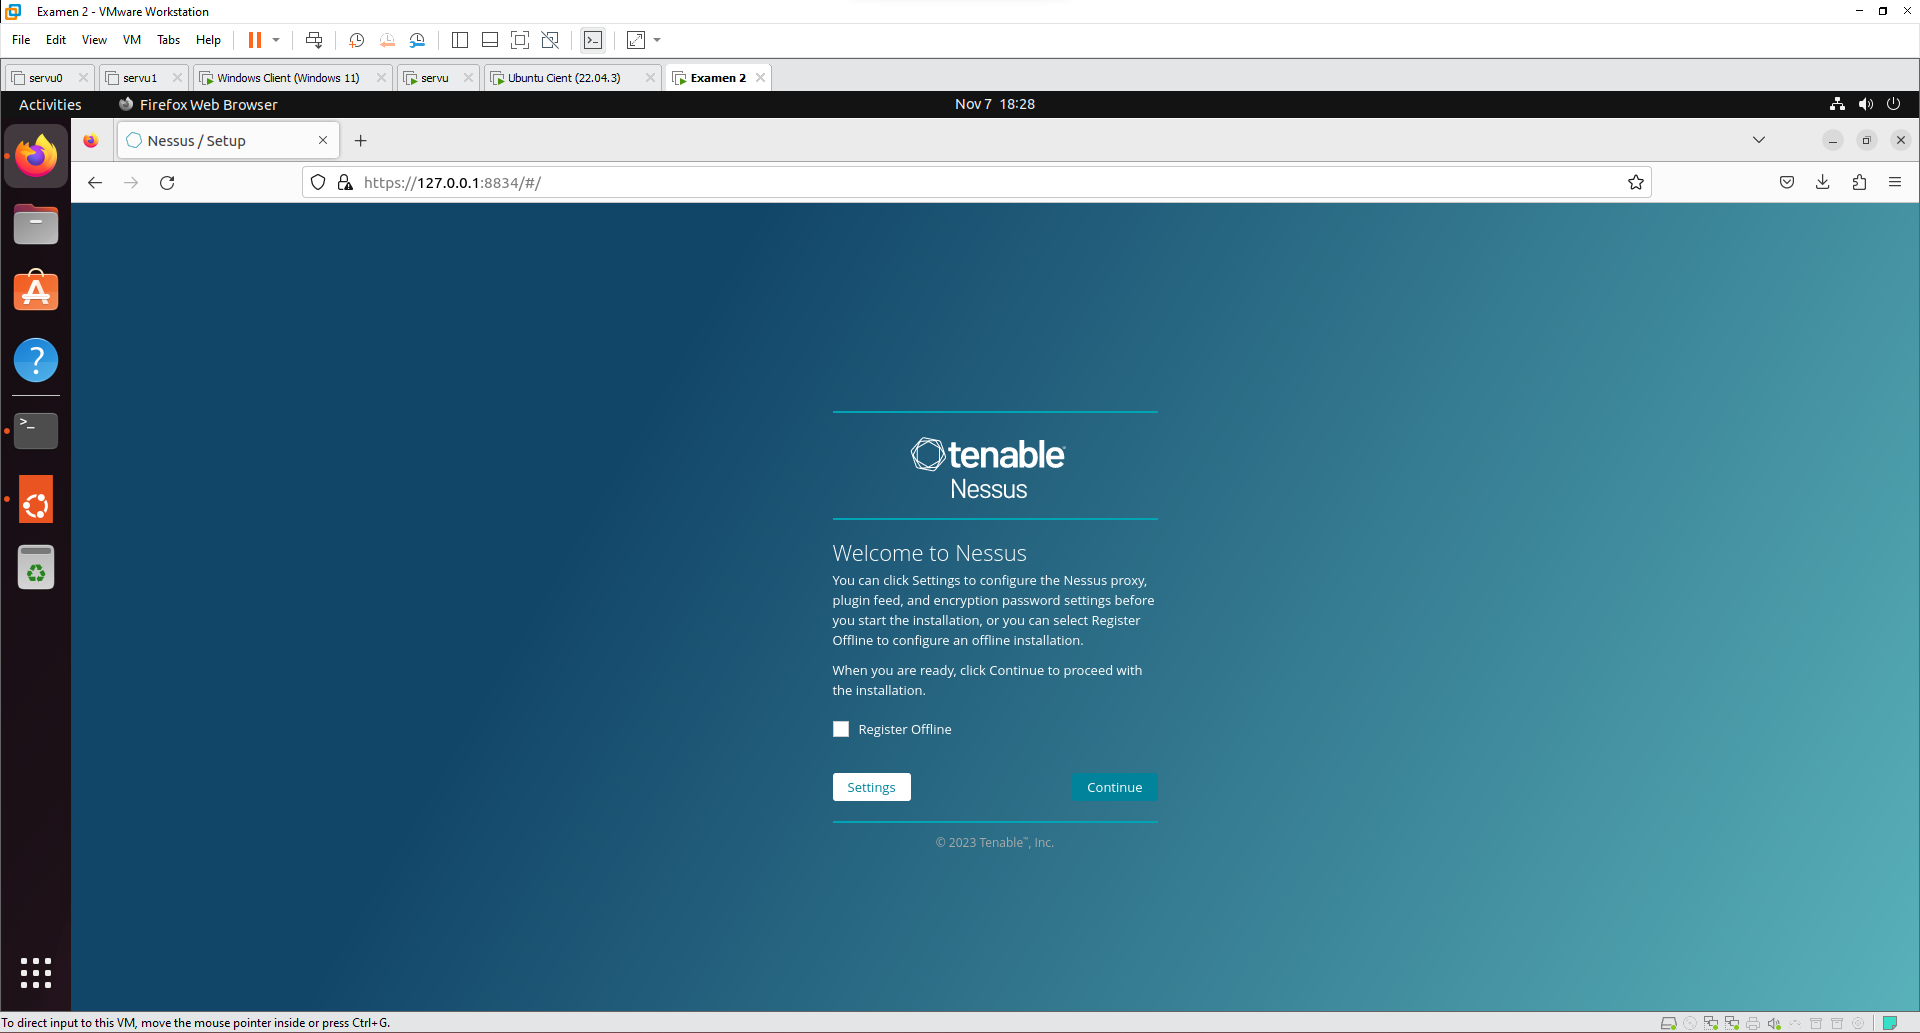 Examen 2 - VMware Workstation
File Edit View VM Tabs Help
servu0 servu1 Windows Client (Windows 11) servu Ubuntu Cient (22.04.3) Examen 2
Activities Firefox Web Browser Nov 7 18:28
Nessus / Setup
https://127.0.0.1:8834/#/
tenable
Nessus
Welcome to Nessus
You can click Settings to configure the Nessus proxy,
plugin feed, and encryption password settings before
you start the installation, or you can select Register
Offline to configure an offline installation.
When you are ready, click Continue to proceed with
the installation.
Register Offline
Settings Continue
© 2023 Tenable™, Inc.
To direct input to this VM, move the mouse pointer inside or press Ctrl+G.